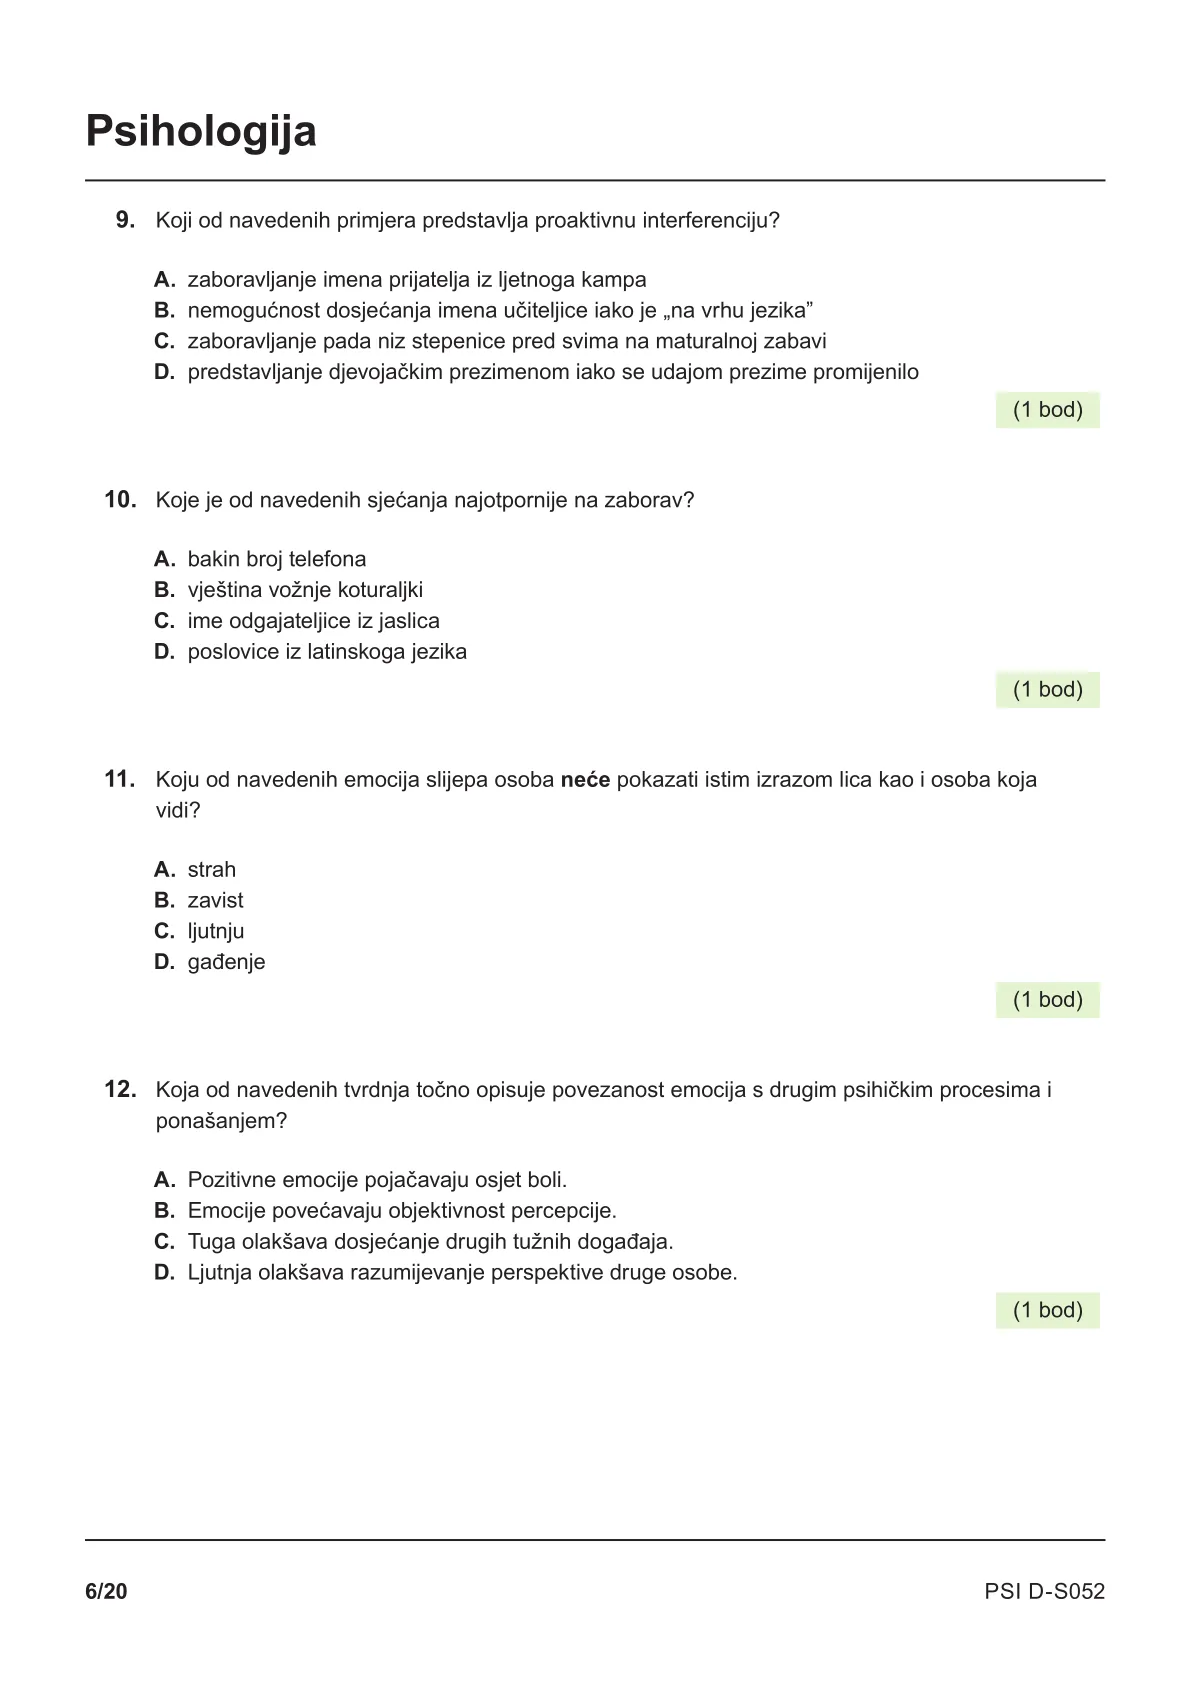 Psihologija
9. Koji od navedenih primjera predstavlja proaktivnu interferenciju?
A. zaboravljanje imena prijatelja iz ljetnoga kampa
B. nemogućnost dosjećanja imena učiteljice iako je „na vrhu jezika”
C. zaboravljanje pada niz stepenice pred svima na maturalnoj zabavi
D. predstavljanje djevojačkim prezimenom iako se udajom prezime promijenilo
(1 bod)
10. Koje je od navedenih sjećanja najotpornije na zaborav?
A. bakin broj telefona
B. vještina vožnje koturaljki
C. ime odgajateljice iz jaslica
D. poslovice iz latinskoga jezika
(1 bod)
11. Koju od navedenih emocija slijepa osoba neće pokazati istim izrazom lica kao i osoba koja
vidi?
A. strah
B. zavist
C. ljutnju
D. gađenje
(1 bod)
12. Koja od navedenih tvrdnja točno opisuje povezanost emocija s drugim psihičkim procesima i
ponašanjem?
A. Pozitivne emocije pojačavaju osjet boli.
B. Emocije povećavaju objektivnost percepcije.
C. Tuga olakšava dosjećanje drugih tužnih događaja.
D. Ljutnja olakšava razumijevanje perspektive druge osobe.
(1 bod)
6/20
PSI D-S052